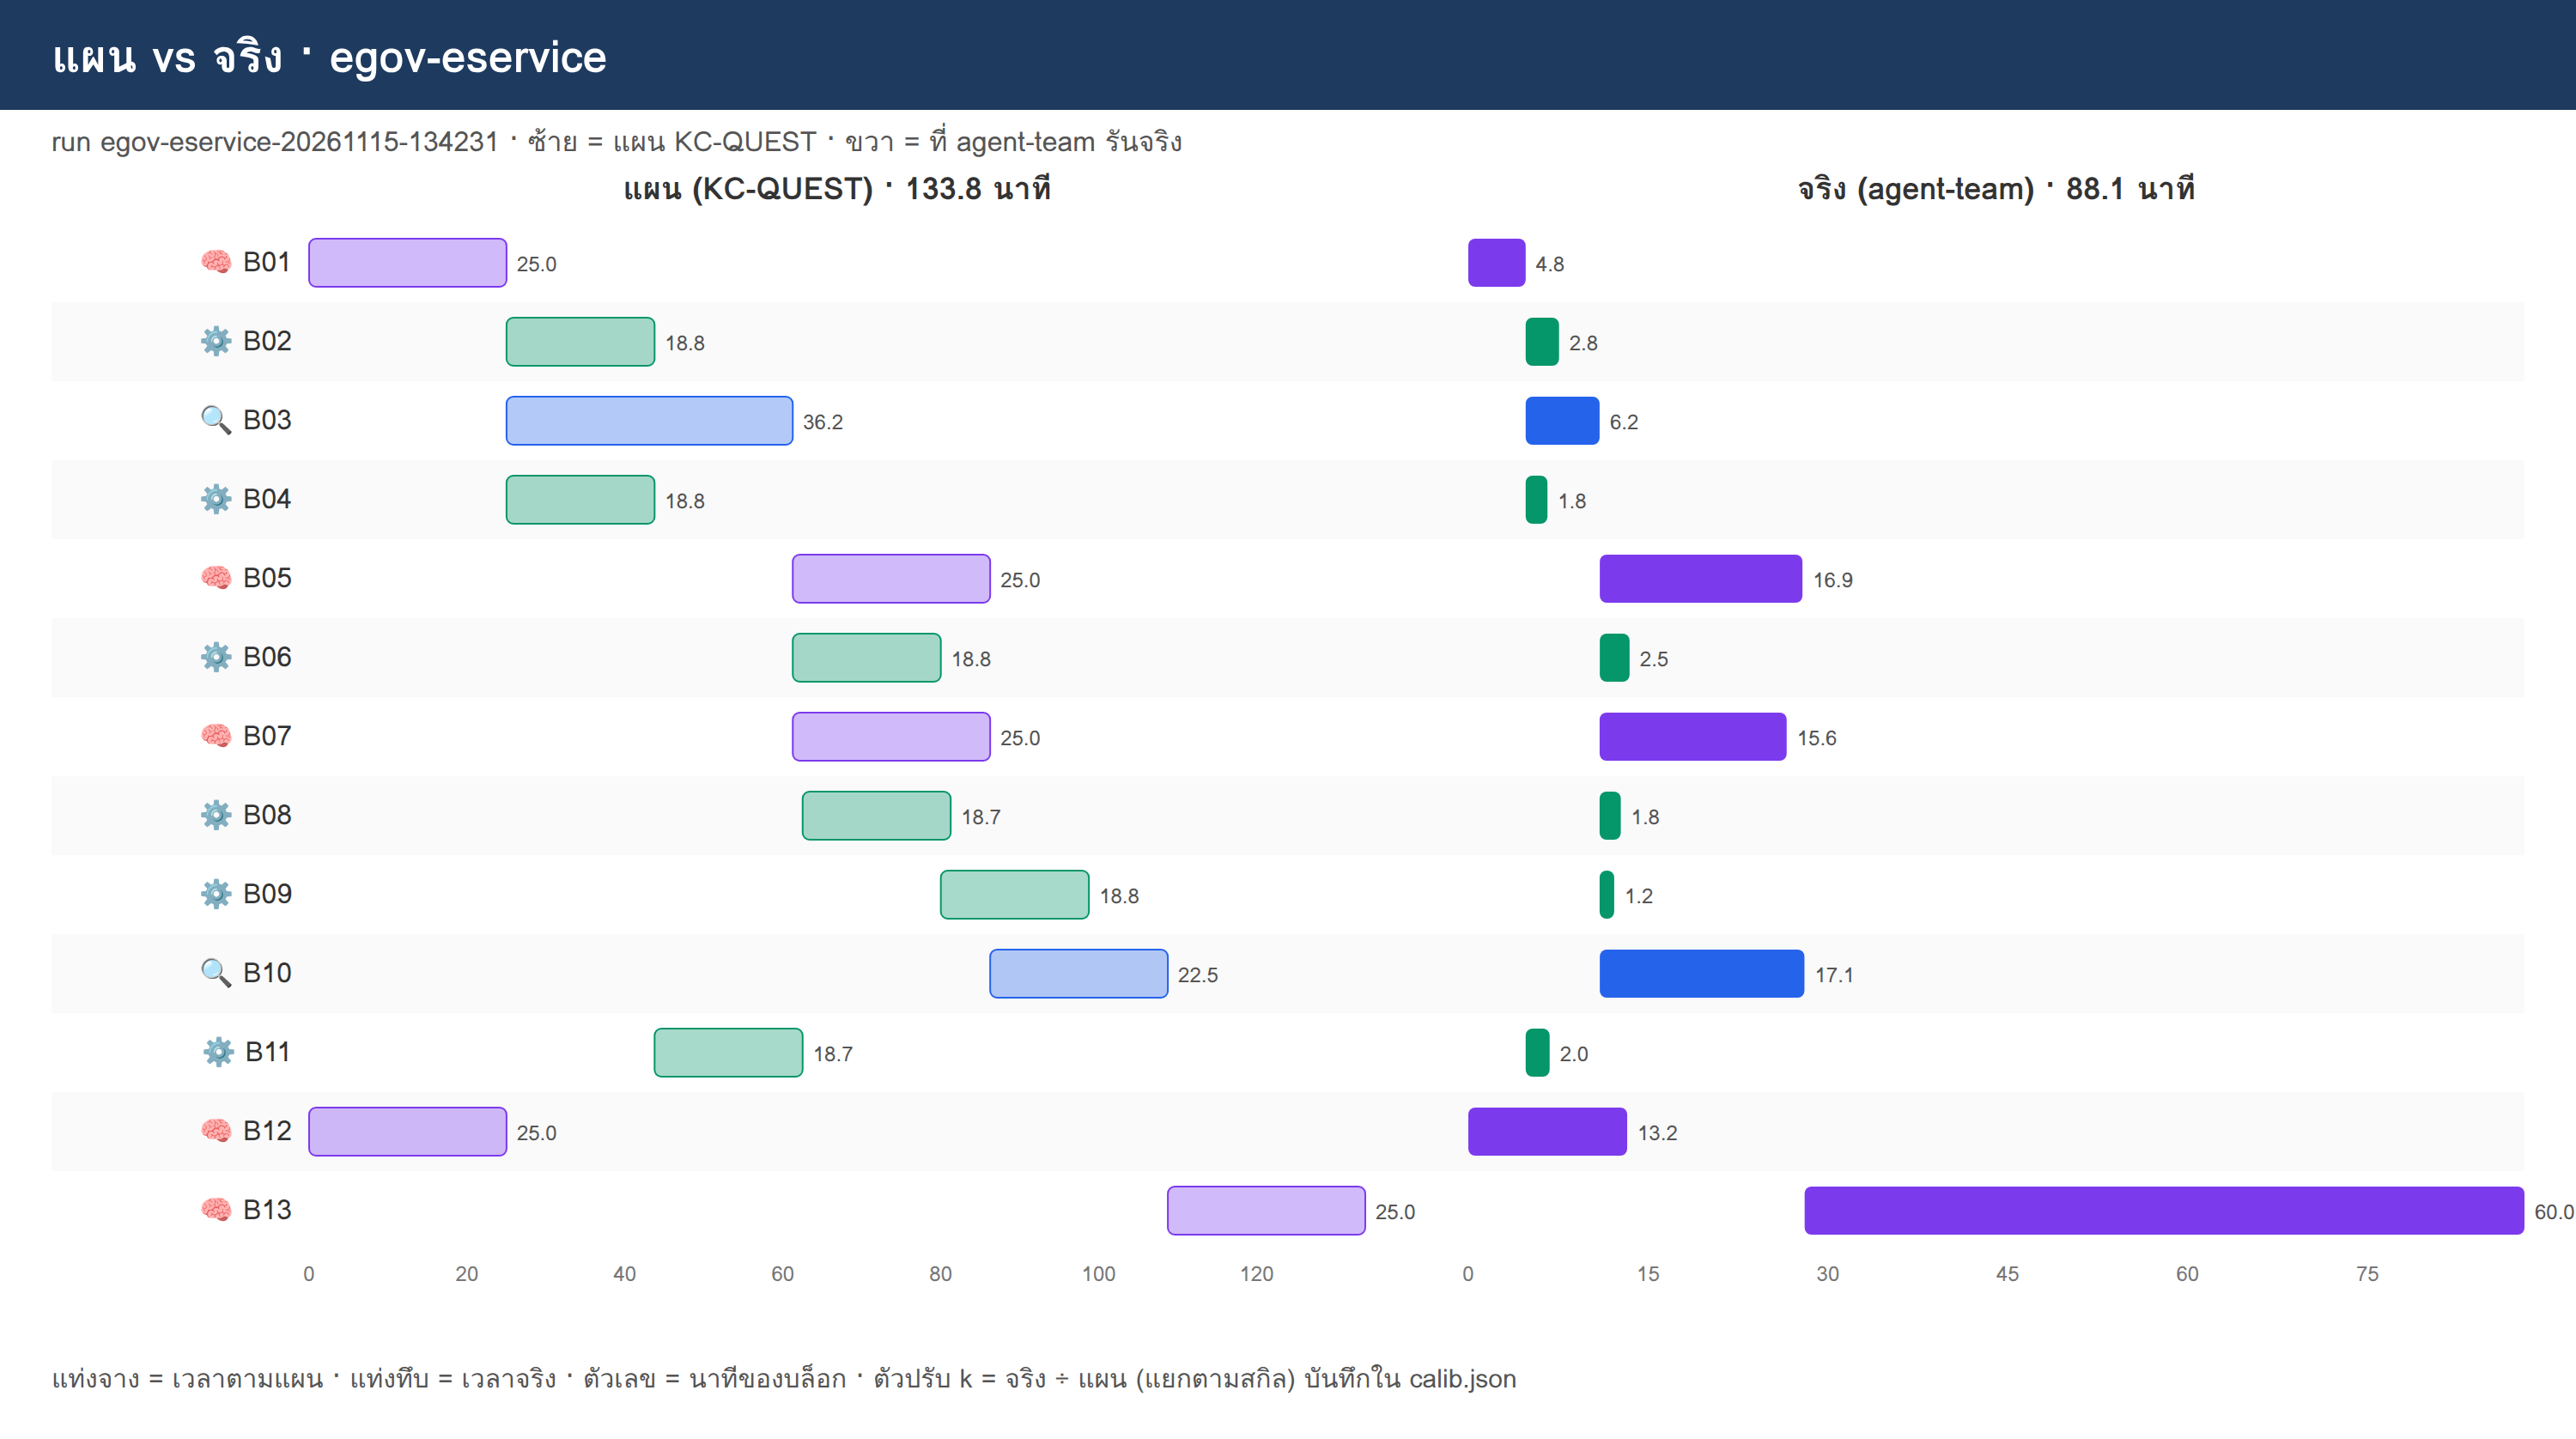 แผน vs จริง · egov-eservice
run egov-eservice-20261115-134231 · ซ้าย = แผน KC-QUEST · ขวา = ที่ agent-team รันจริง
แผน (KC-QUEST) · 133.8 นาที
จริง (agent-team) · 88.1 นาที
🧠 B01 25.0 4.8
⚙️ B02 18.8 2.8
🔍 B03 36.2 6.2
⚙️ B04 18.8 1.8
🧠 B05 25.0 16.9
⚙️ B06 18.8 2.5
🧠 B07 25.0 15.6
⚙️ B08 18.7 1.8
⚙️ B09 18.8 1.2
🔍 B10 22.5 17.1
⚙️ B11 18.7 2.0
🧠 B12 25.0 13.2
🧠 B13 25.0 60.0
0 20 40 60 80 100 120 0 15 30 45 60 75
แท่งจาง = เวลาตามแผน · แท่งทึบ = เวลาจริง · ตัวเลข = นาทีของบล็อก · ตัวปรับ k = จริง ÷ แผน (แยกตามสกิล) บันทึกใน calib.json